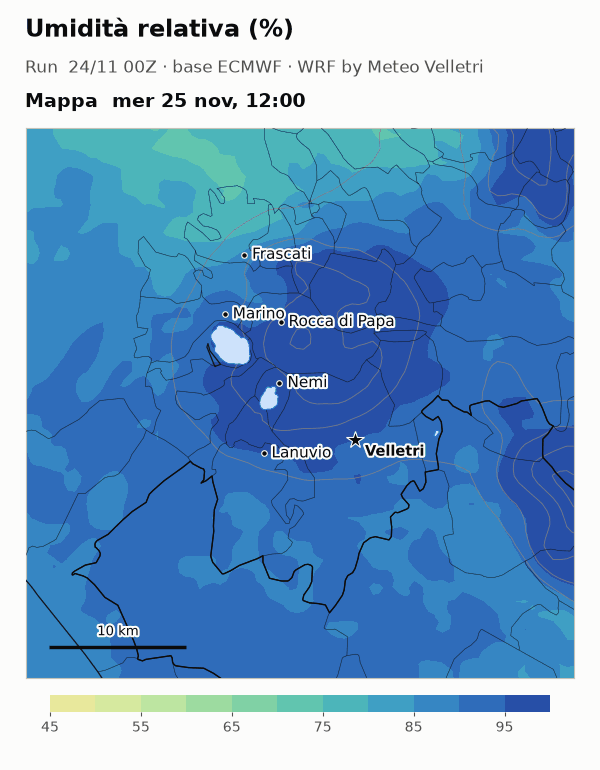 Umidità relativa (%)
Run  24/11 00Z · base ECMWF · WRF by Meteo Velletri
Mappa  mer 25 nov, 12:00
Frascati
Marino
Rocca di Papa
Nemi
Velletri
Lanuvio
10 km
45 55 65 75 85 95